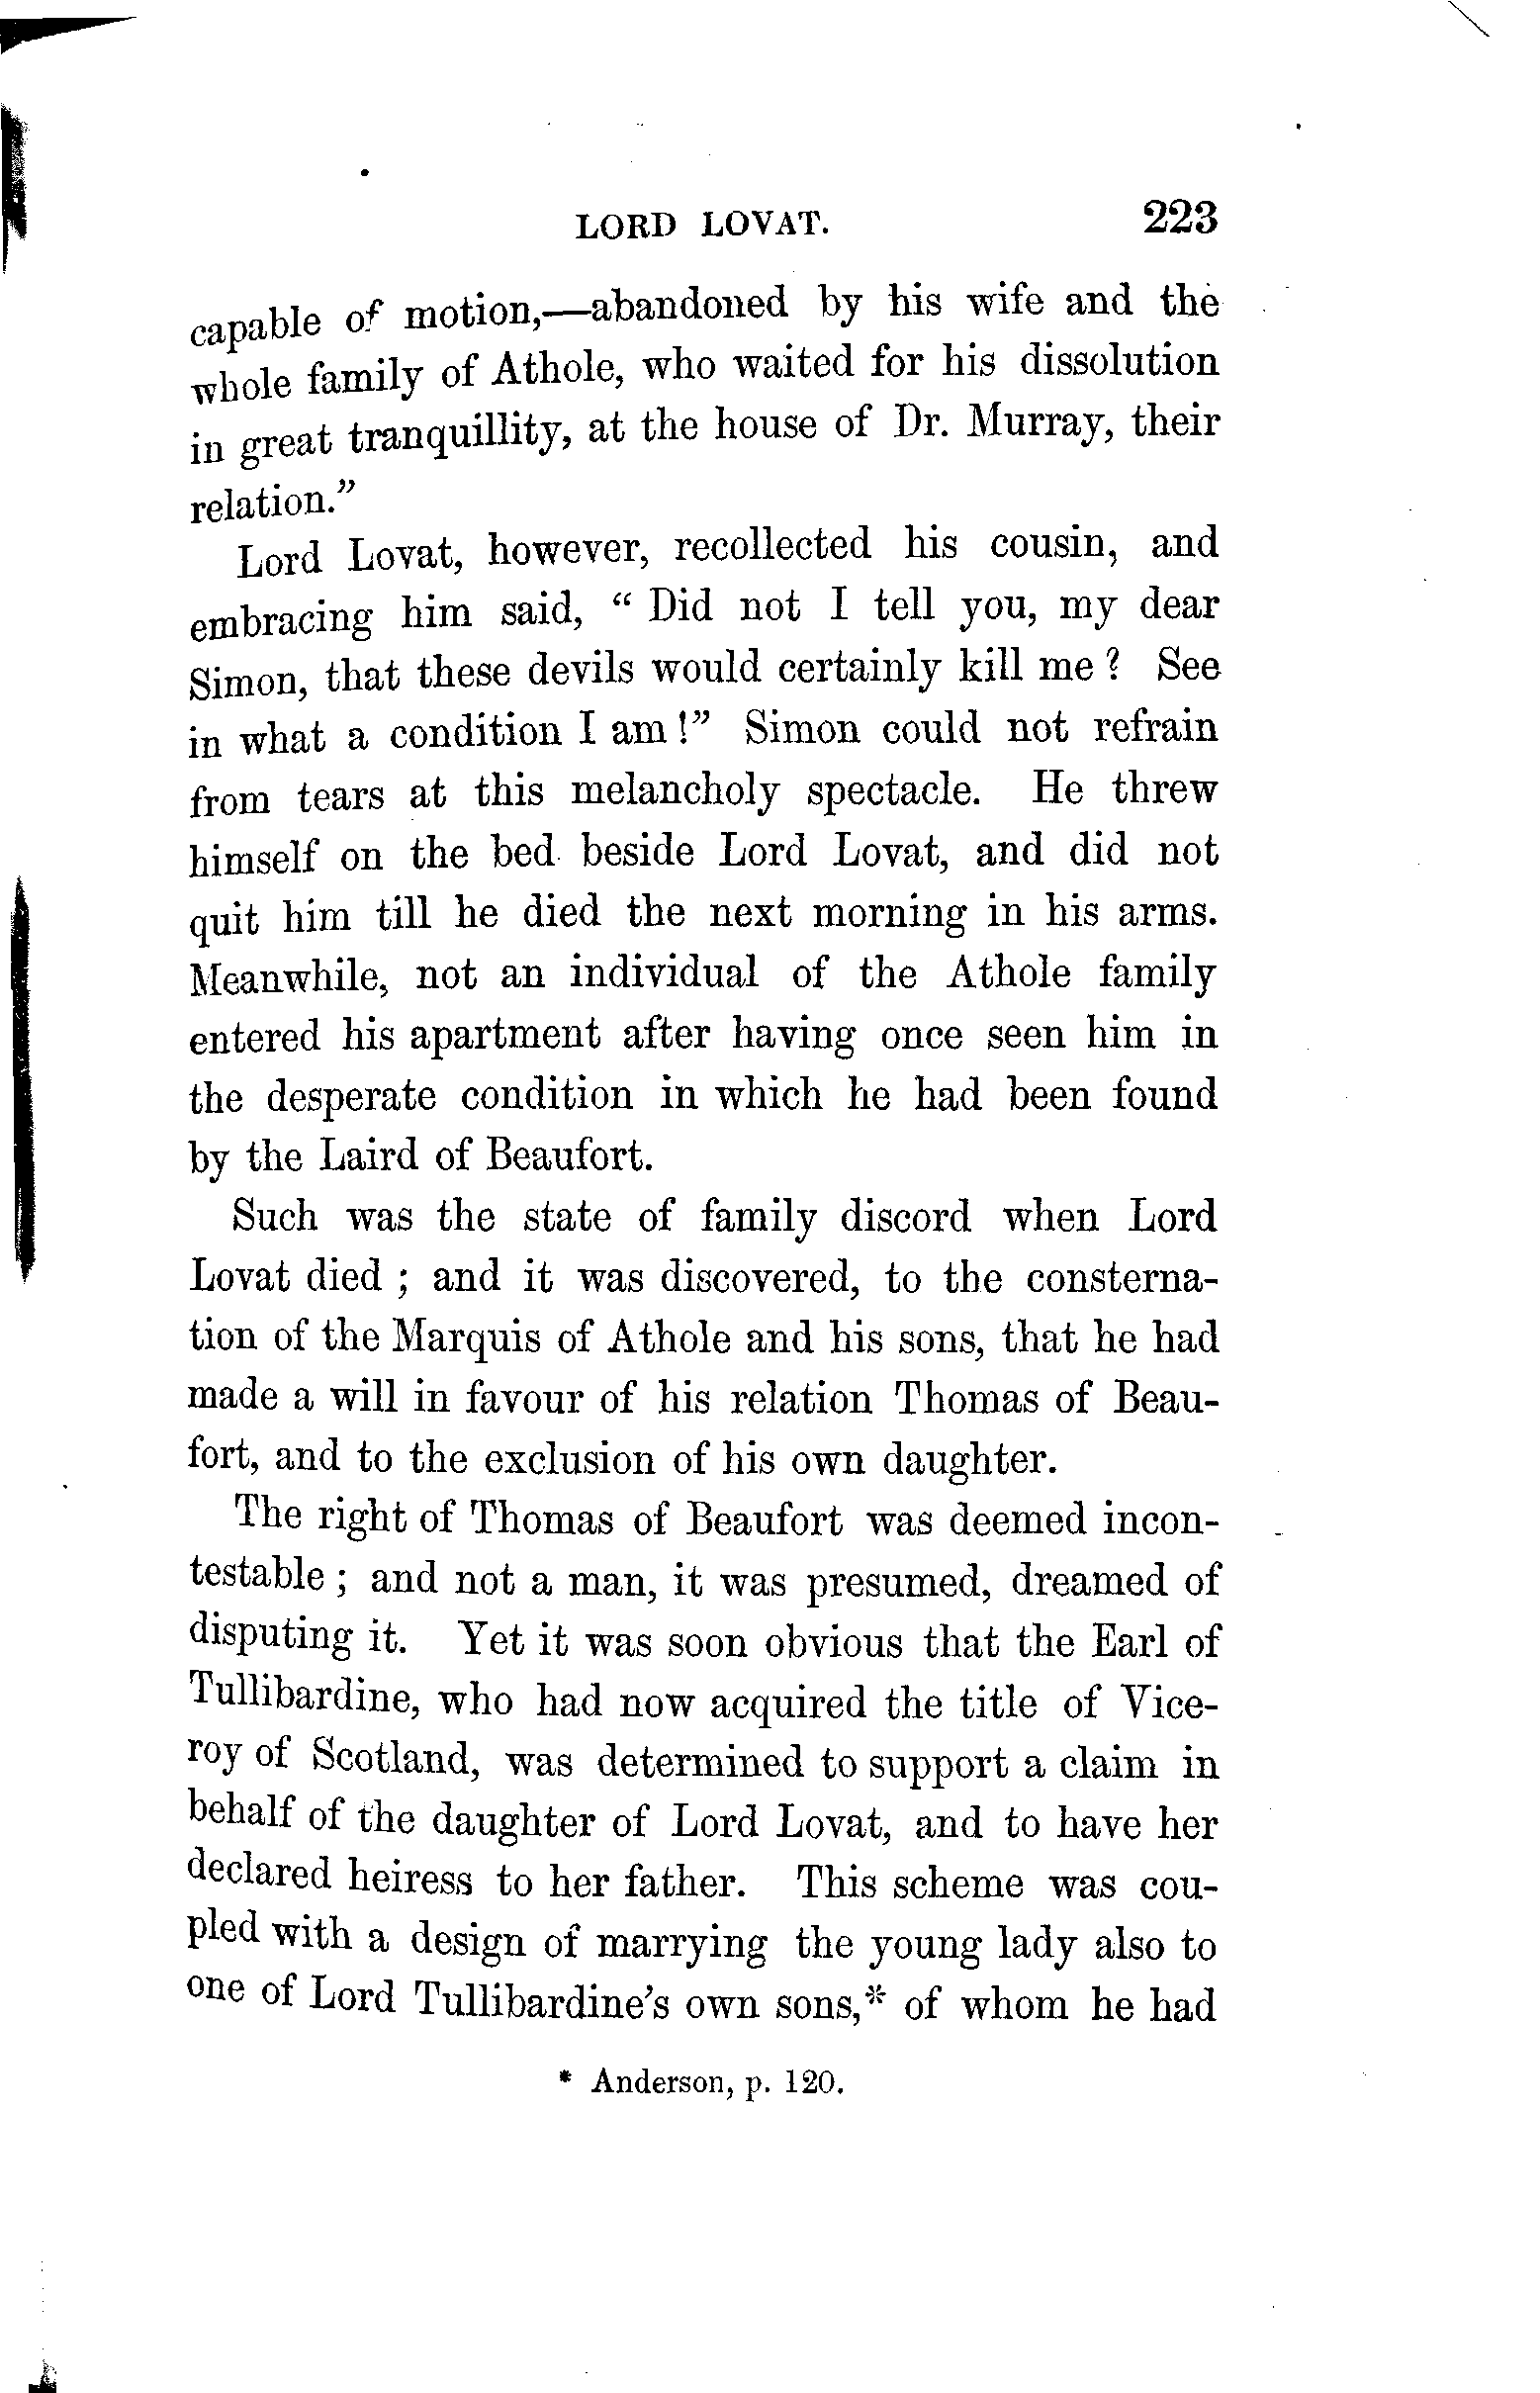 LORD LOVAT. 223
capable of motion,—abandoned by his wife and the
whole family of Athole, who waited for his dissolution
in great tranquillity, at the house of Dr. Murray, their
relation.”
Lord Lovat, however, recollected his cousin, and
embracing him said, “ Did not I tell you, my dear
Simon, that these devils would certainly kill me ? See
in what a condition I am !” Simon could not refrain
from tears at this melancholy spectacle. He threw
himself on the bed beside Lord Lovat, and did not
quit him till he died the next morning in his arms.
Meanwhile, not an individual of the Athole family
entered his apartment after having once seen him in
the desperate condition in which he had been found
by the Laird of Beaufort.
Such was the state of family discord when Lord
Lovat died ; and it was discovered, to the consterna-
tion of the Marquis of Athole and his sons, that he had
made a will in favour of his relation Thomas of Beau-
fort, and to the exclusion of his own daughter.
The right of Thomas of Beaufort was deemed incon-
testable ; and not a man, it was presumed, dreamed of
disputing it. Yet it was soon obvious that the Earl of
Tullibardine, who had now acquired the title of Vice-
roy of Scotland, was determined to support a claim in
behalf of the daughter of Lord Lovat, and to have her
declared heiress to her father. This scheme was cou-
pled with a design of marrying the young lady also to
one of Lord Tullibardine’s own sons,* of whom he had
* Anderson, p. 120.